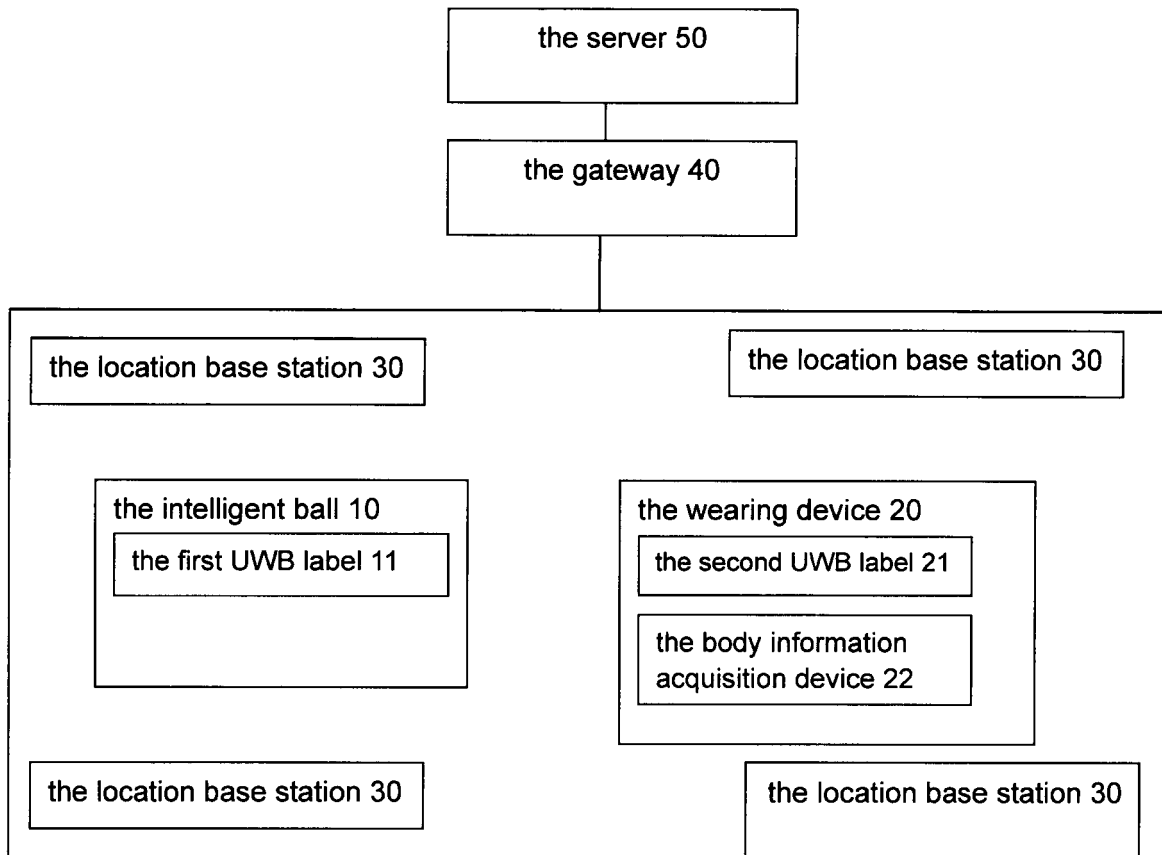 the server 50
the gateway 40
the location base station 30
the location base station 30
the intelligent ball 10
the first UWB label 11
the wearing device 20
the second UWB label 21
the body information
acquisition device 22
the location base station 30
the location base station 30